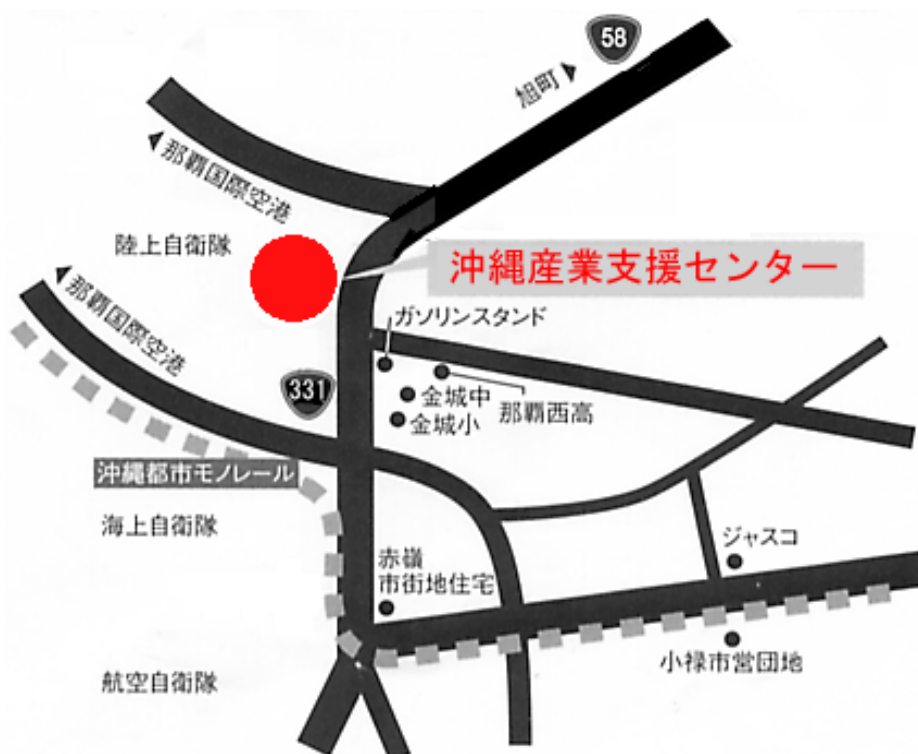 58
旭町▶
◀那覇国際空港
陸上自衛隊
沖縄産業支援センター
◀那覇国際空港
ガソリンスタンド
331
金城中
那覇西高
金城小
沖縄都市モノレール
海上自衛隊
ジャスコ
赤嶺
市街地住宅
小禄市営団地
航空自衛隊